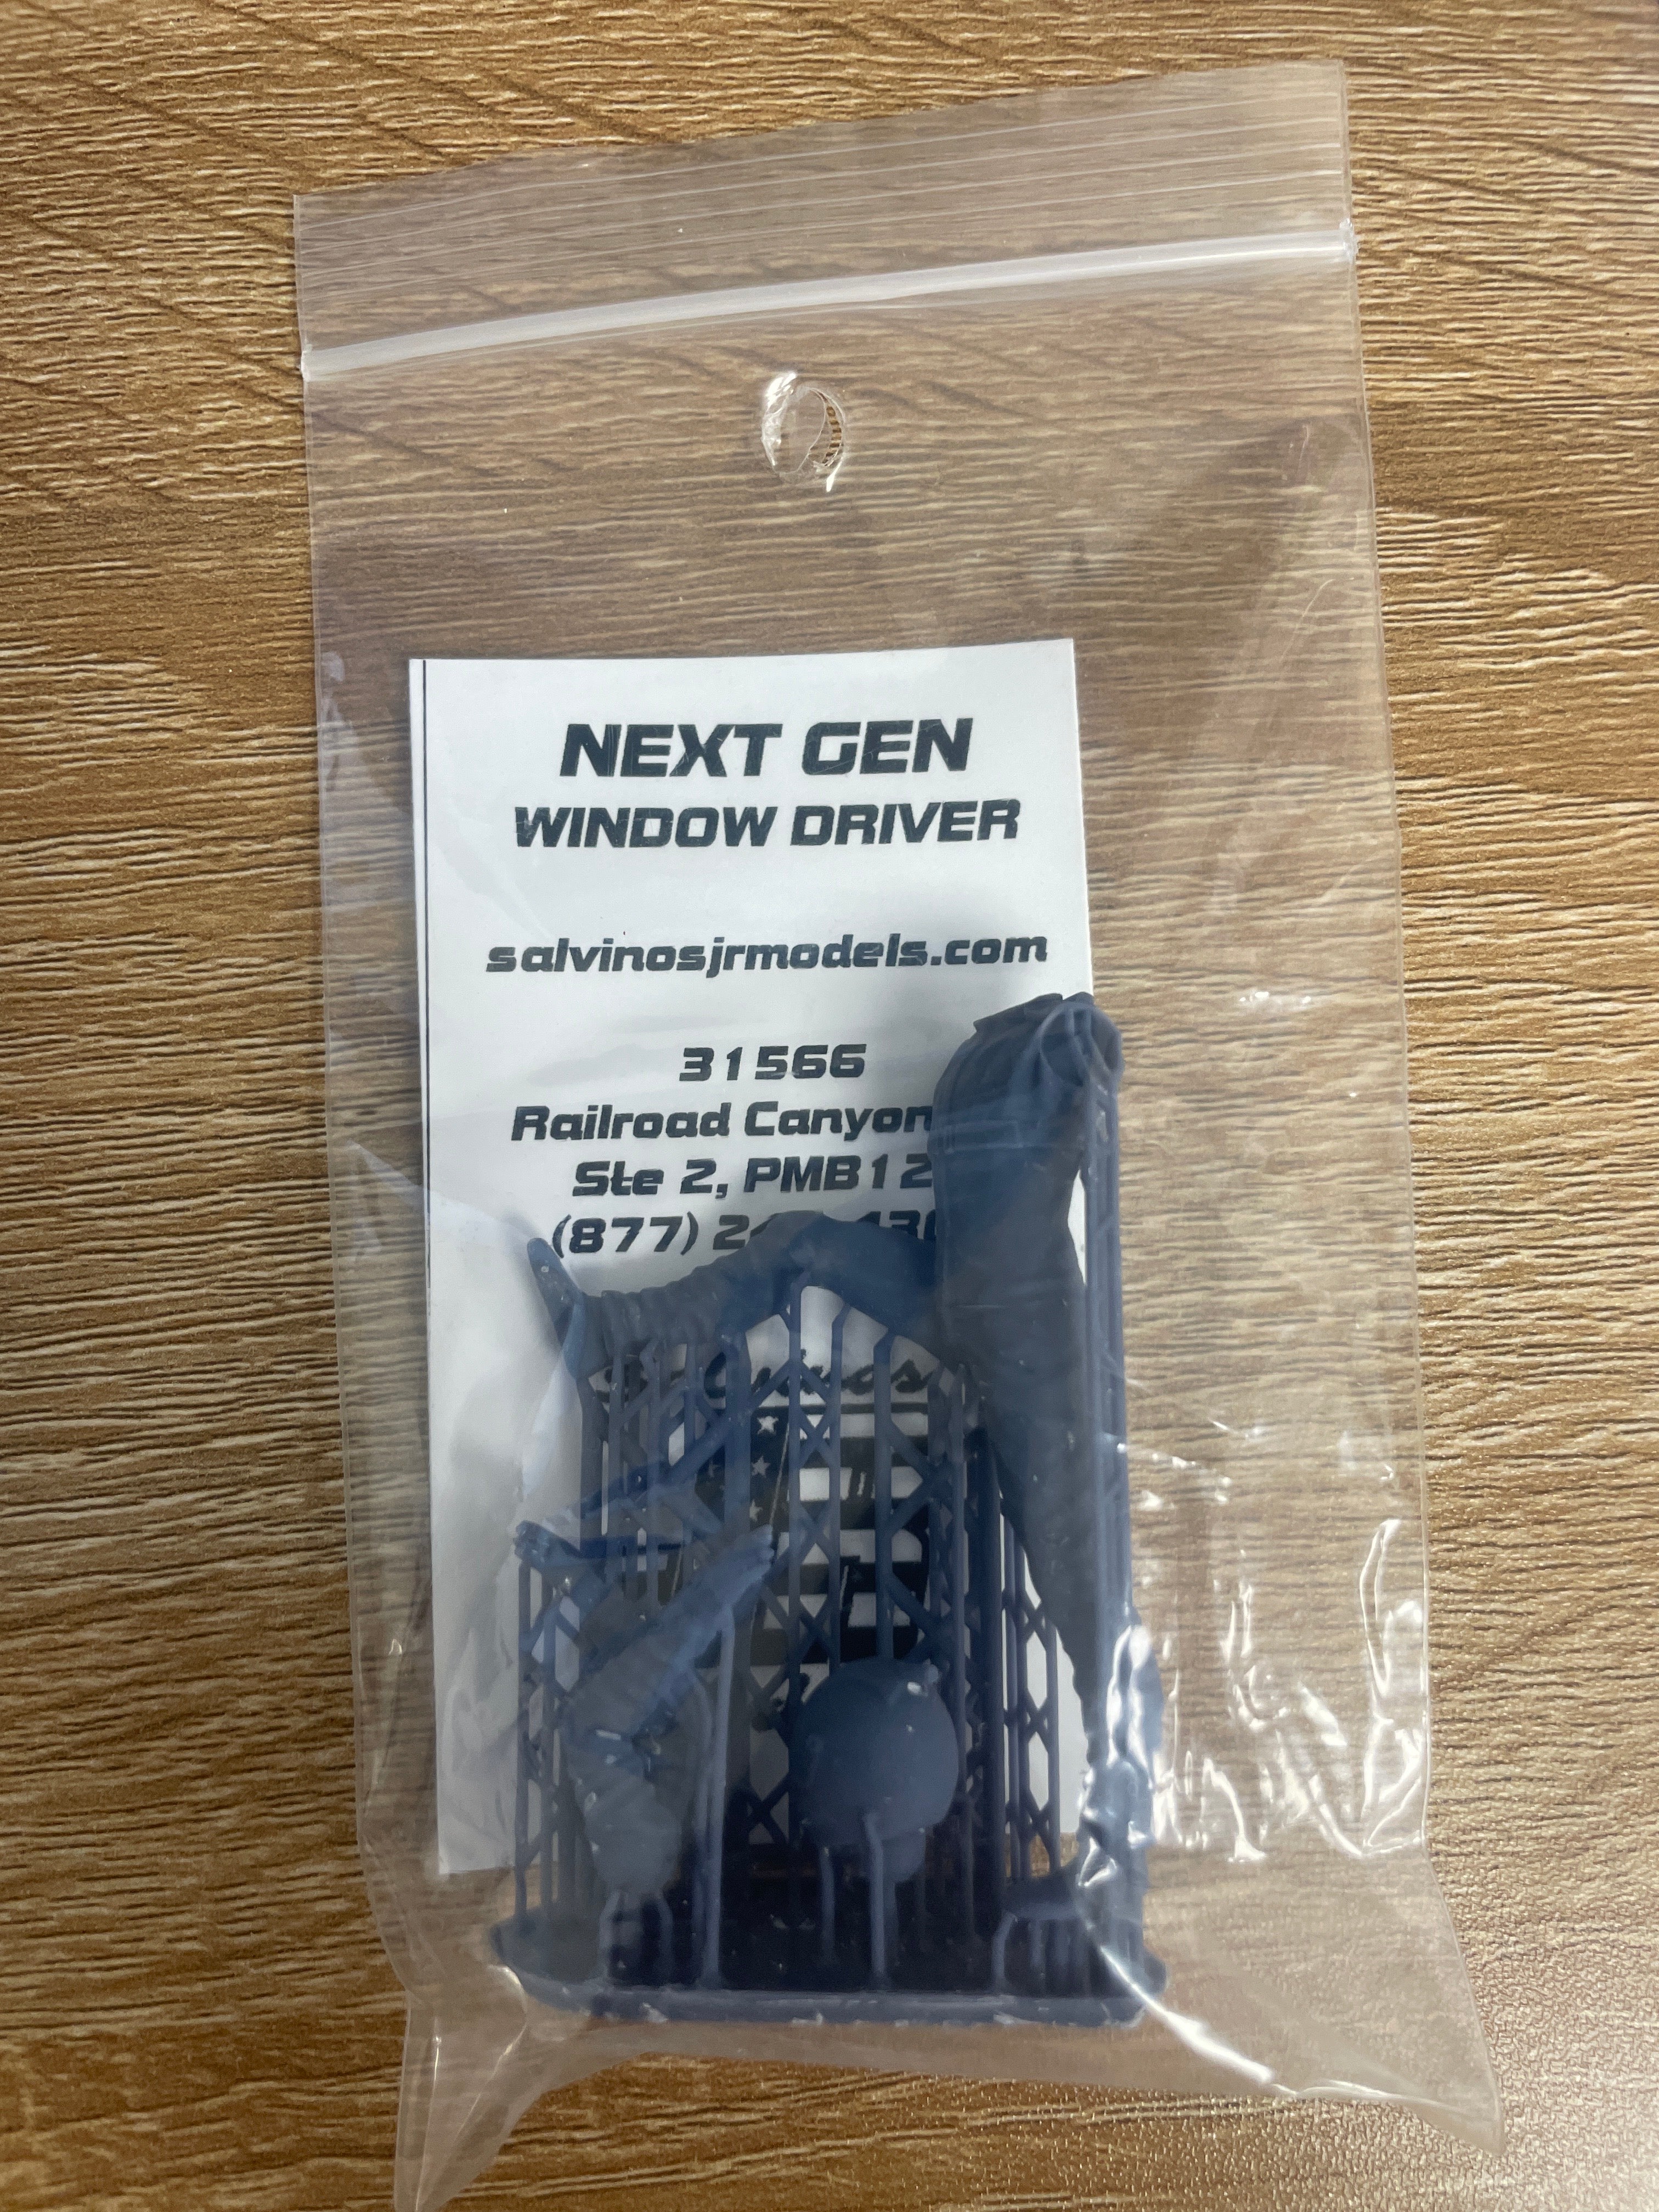 NEXT GEN
WINDOW DRIVER
salvinosjrmodels.com
31566
Railroad Canyon
Ste 2, PMB12
(877)